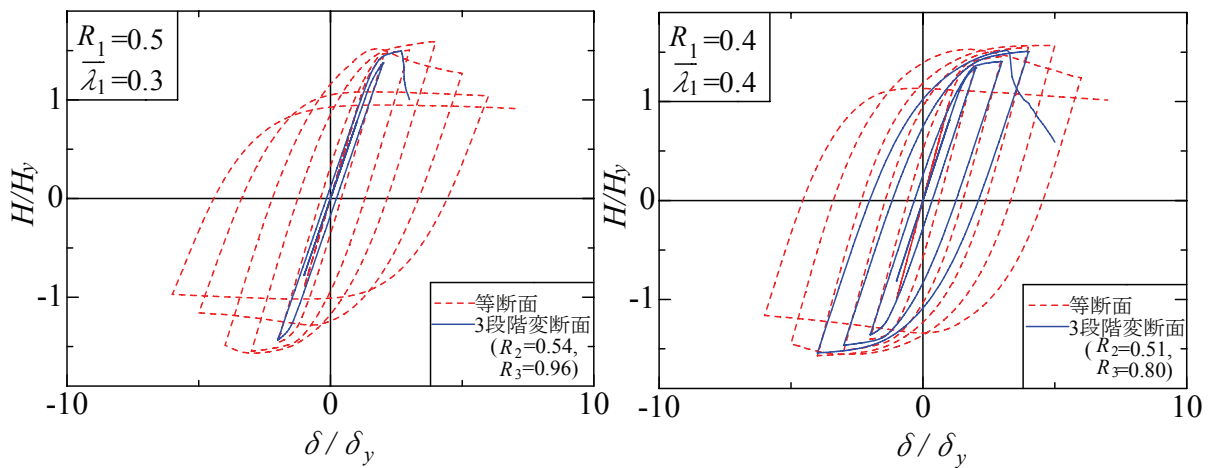 R1=0.5
λ1=0.3
H/Hy
1
0
-1
-10
0
10
δ / δy
等断面
3段階変断面
(R2=0.54,
R3=0.96)
R1=0.4
λ1=0.4
H/Hy
1
0
-1
-10
0
10
δ / δy
等断面
3段階変断面
(R2=0.51,
R3=0.80)